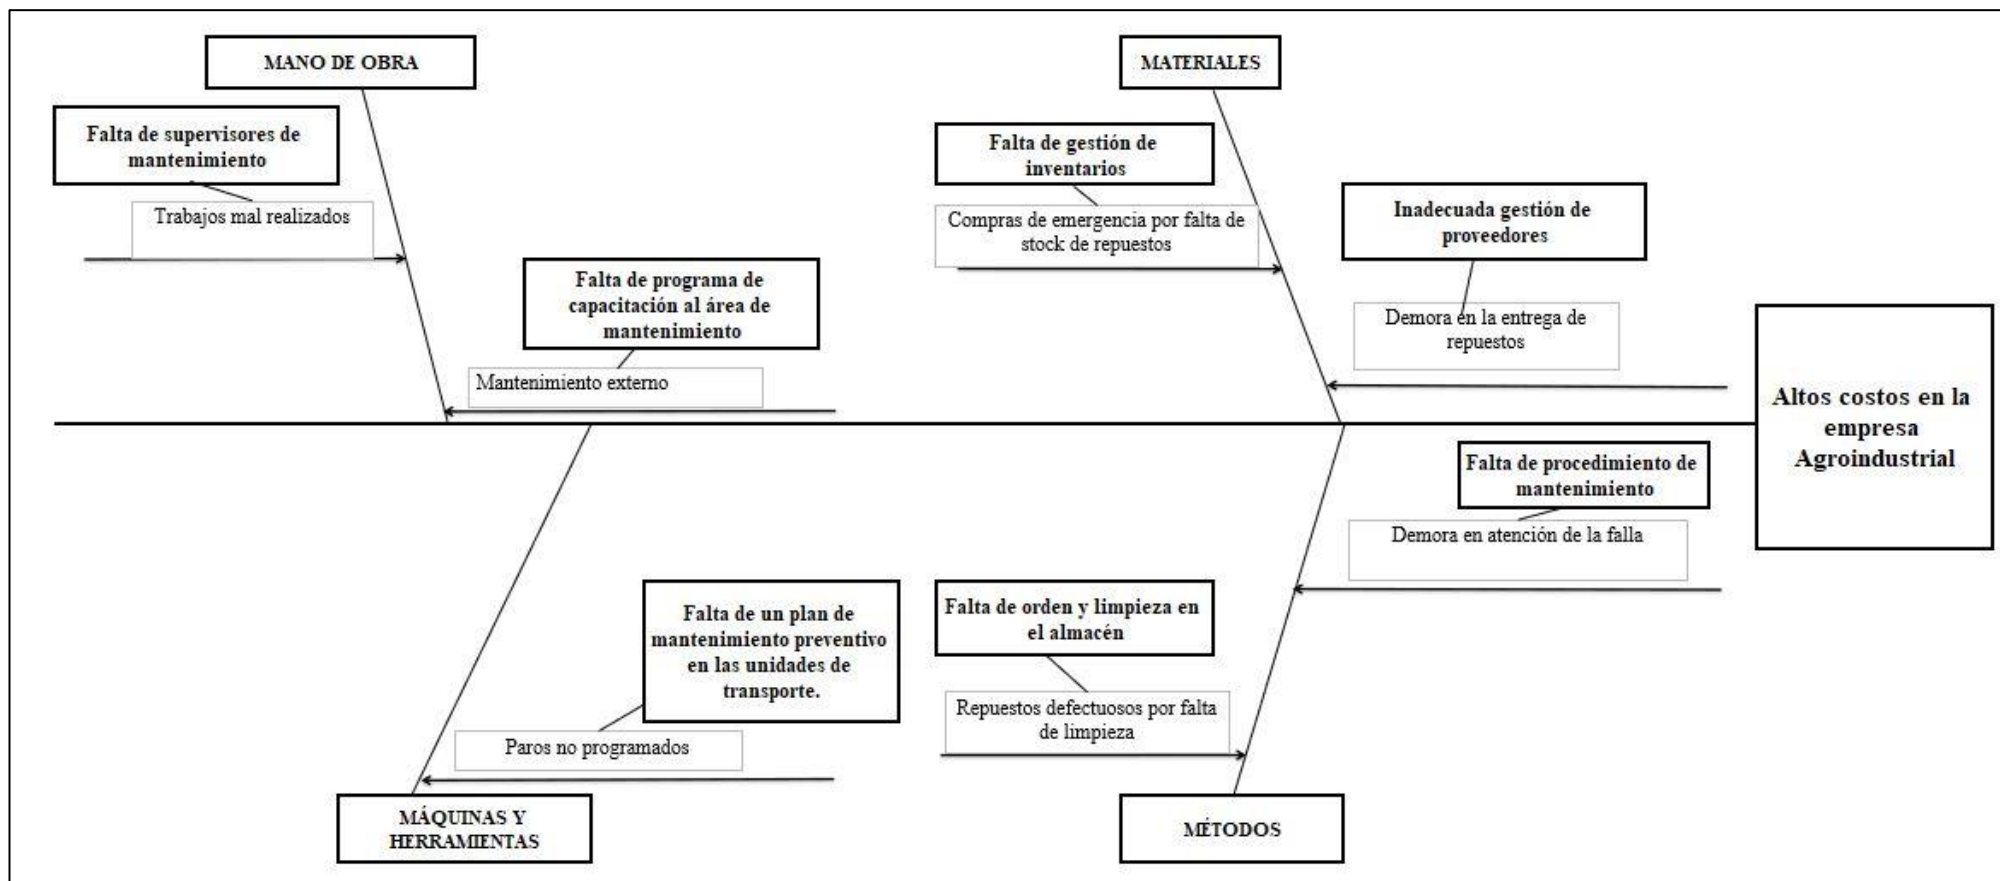 MANO DE OBRA
Falta de supervisores de
mantenimiento
Trabajos mal realizados
Falta de programa de
capacitación al área de
mantenimiento
Mantenimiento externo
MATERIALES
Falta de gestión de
inventarios
Compras de emergencia por falta de
stock de repuestos
Inadecuada gestión de
proveedores
Demora en la entrega de
repuestos
Altos costos en la
empresa
Agroindustrial
Falta de un plan de
mantenimiento preventivo
en las unidades de
transporte.
Paros no programados
MÁQUINAS Y
HERRAMIENTAS
Falta de procedimiento de
mantenimiento
Demora en atención de la falla
Falta de orden y limpieza en
el almacén
Repuestos defectuosos por falta
de limpieza
MÉTODOS